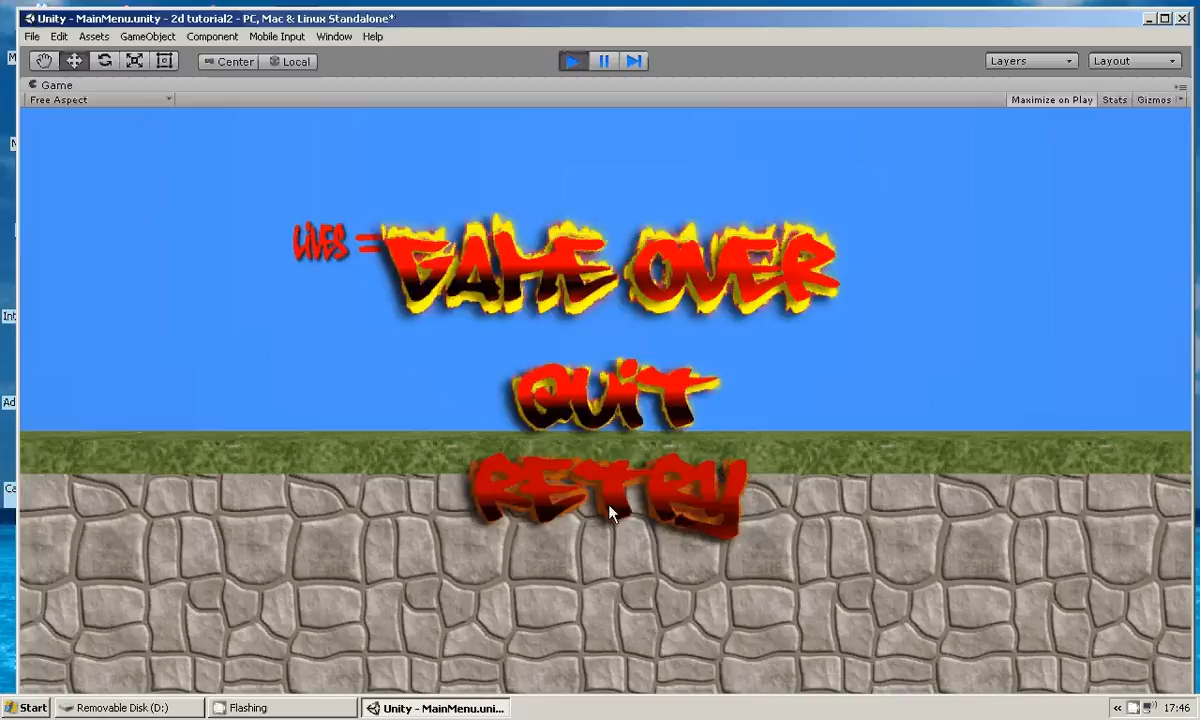 Unity - MainMenu.unity - 2d tutorial2 - PC, Mac & Linux Standalone*
File Edit Assets GameObject Component Mobile Input Window Help
Center Local Layers Layout
Game
Free Aspect Maximize on Play Stats Gizmos
LiVES = GAME OVER
QUiT
RETRY
Int
Ad
Start Removable Disk (D:) Flashing Unity - MainMenu.uni... « 17:46